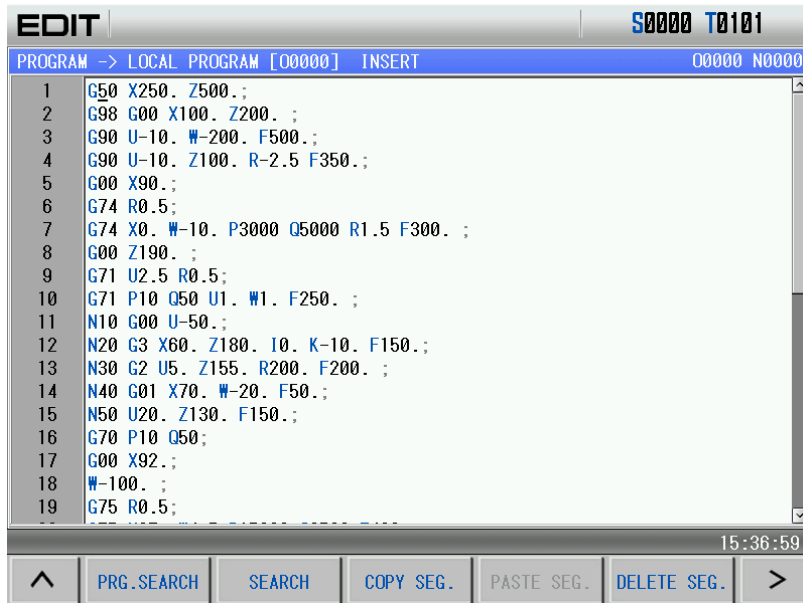 EDIT S0000 T0101
PROGRAM -> LOCAL PROGRAM [O0000] INSERT O0000 N0000
1 G50 X250. Z500.;
2 G98 G00 X100. Z200. ;
3 G90 U-10. W-200. F500.;
4 G90 U-10. Z100. R-2.5 F350.;
5 G00 X90.;
6 G74 R0.5;
7 G74 X0. W-10. P3000 Q5000 R1.5 F300. ;
8 G00 Z190. ;
9 G71 U2.5 R0.5;
10 G71 P10 Q50 U1. W1. F250. ;
11 N10 G00 U-50.;
12 N20 G3 X60. Z180. I0. K-10. F150.;
13 N30 G2 U5. Z155. R200. F200. ;
14 N40 G01 X70. W-20. F50.;
15 N50 U20. Z130. F150.;
16 G70 P10 Q50;
17 G00 X92.;
18 W-100. ;
19 G75 R0.5;
15:36:59
^ PRG.SEARCH SEARCH COPY SEG. PASTE SEG. DELETE SEG. >